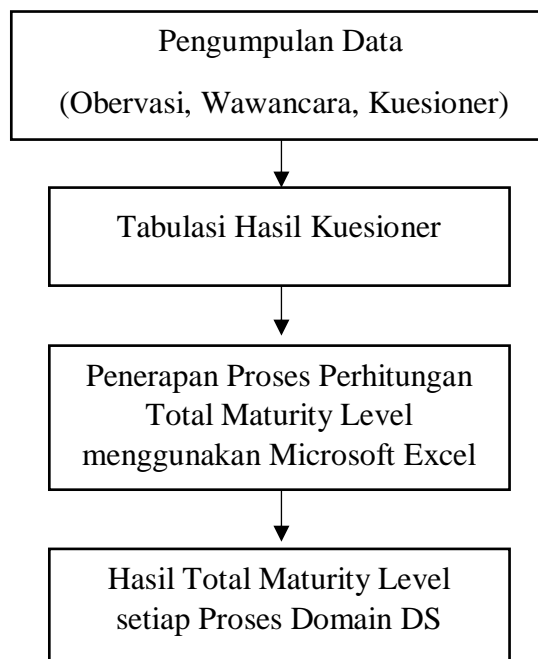 Pengumpulan Data
(Obervasi, Wawancara, Kuesioner)
Tabulasi Hasil Kuesioner
Penerapan Proses Perhitungan
Total Maturity Level
menggunakan Microsoft Excel
Hasil Total Maturity Level
setiap Proses Domain DS